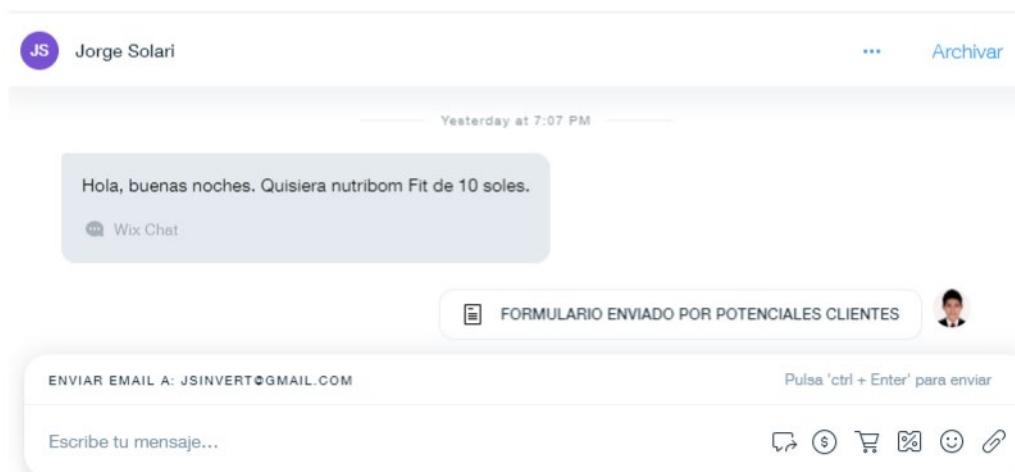 JS Jorge Solari ... Archivar
Yesterday at 7:07 PM
Hola, buenas noches. Quisiera nutribom Fit de 10 soles.
Wix Chat
FORMULARIO ENVIADO POR POTENCIALES CLIENTES
ENVIAR EMAIL A: JSINVERT@GMAIL.COM Pulsa 'ctrl + Enter' para enviar
Escribe tu mensaje...